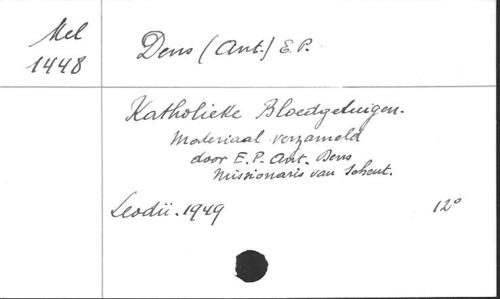 Mel
1448
Dens (Ant.) E.P.
Katholieke Bloedgetuigen.
Materiaal verzameld
door E.P. Ant. Dens
Missionaris van Scheut.
Leodii. 1949
12°